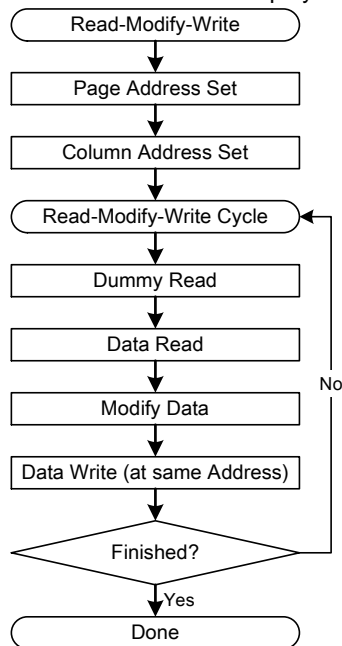 Read-Modify-Write
Page Address Set
Column Address Set
Read-Modify-Write Cycle
Dummy Read
Data Read
No
Modify Data
Data Write (at same Address)
Finished?
Yes
Done